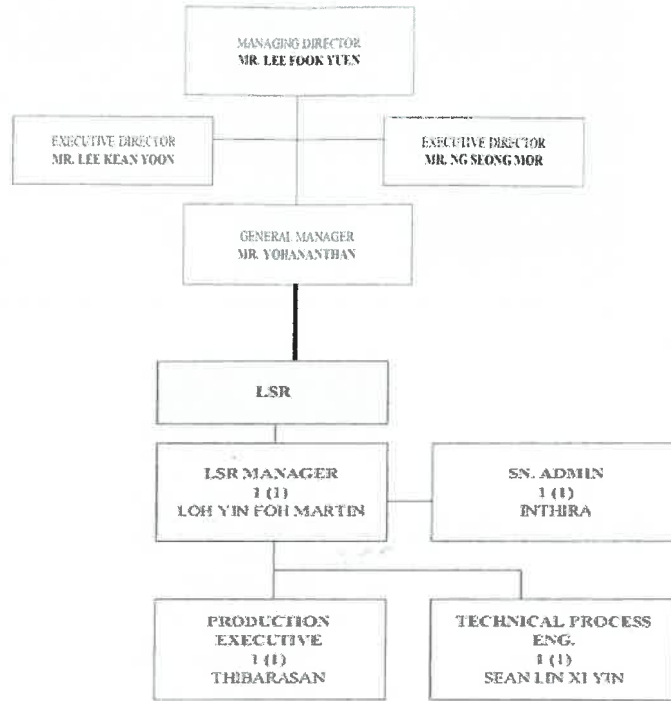 MANAGING DIRECTOR
MR. LEE FOOK YUEN
EXECUTIVE DIRECTOR
MR. LEE KEAN YOON
EXECUTIVE DIRECTOR
MR. NG SEONG MOR
GENERAL MANAGER
MR. YOHANANTHAN
LSR
LSR MANAGER
1 (1)
LOH YIN FOH MARTIN
SN. ADMIN
1 (1)
INTHIRA
PRODUCTION
EXECUTIVE
1 (1)
THIBARASAN
TECHNICAL PROCESS
ENG.
1 (1)
SEAN LIN XI YIN